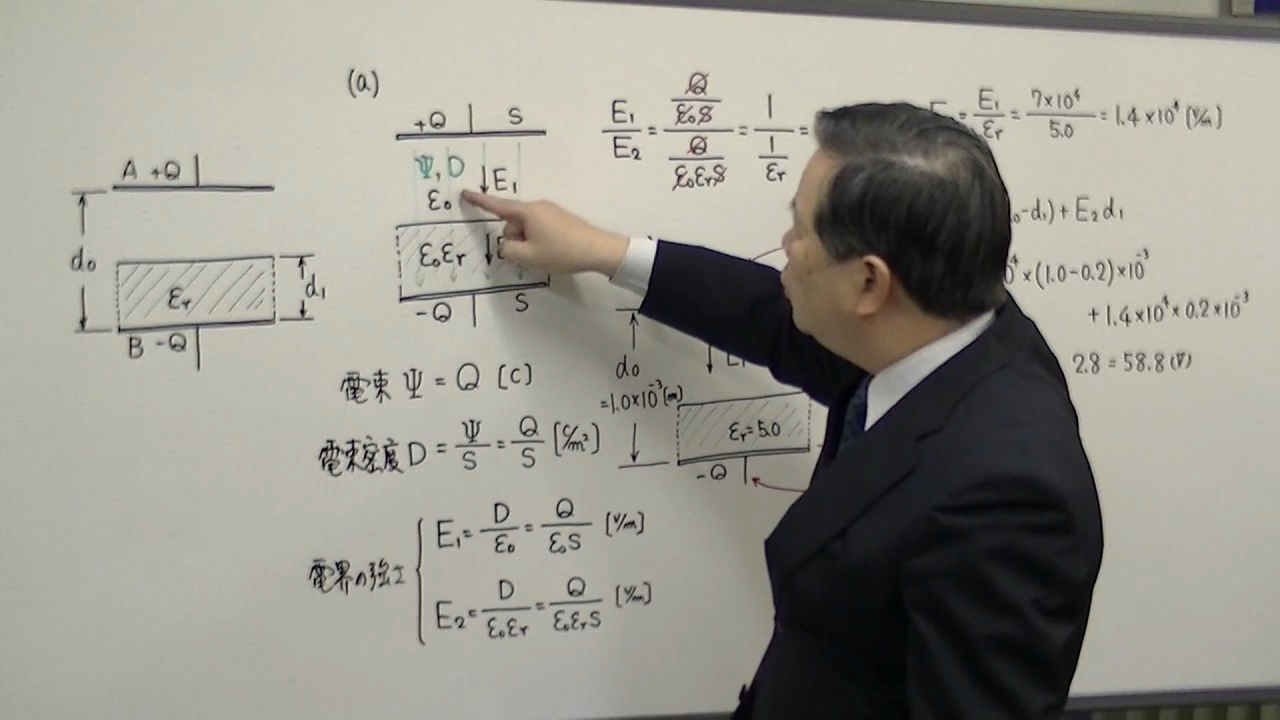 (a)
A +Q
d₀
εr
d₁
B -Q
+Q S
Ψ, D
ε₀ E₁
ε₀εr
-Q S
電束 Ψ = Q [C]
電束密度 D = Ψ/S = Q/S [C/m²]
電界の強さ
E₁ = D/ε₀ = Q/ε₀S [V/m]
E₂ = D/ε₀εr = Q/ε₀εrS [V/m]
E₁/E₂ = (Q/ε₀S)/(Q/ε₀εrS) = 1/(1/εr) =
d₀
=1.0×10⁻³[m]
εr=5.0
-Q
= E₁/εr = 7×10⁴/5.0 = 1.4×10⁴ (V/m)
-d₁) + E₂d₁
×(1.0-0.2)×10⁻³
+1.4×10⁴×0.2×10⁻³
2.8 = 58.8 (V)